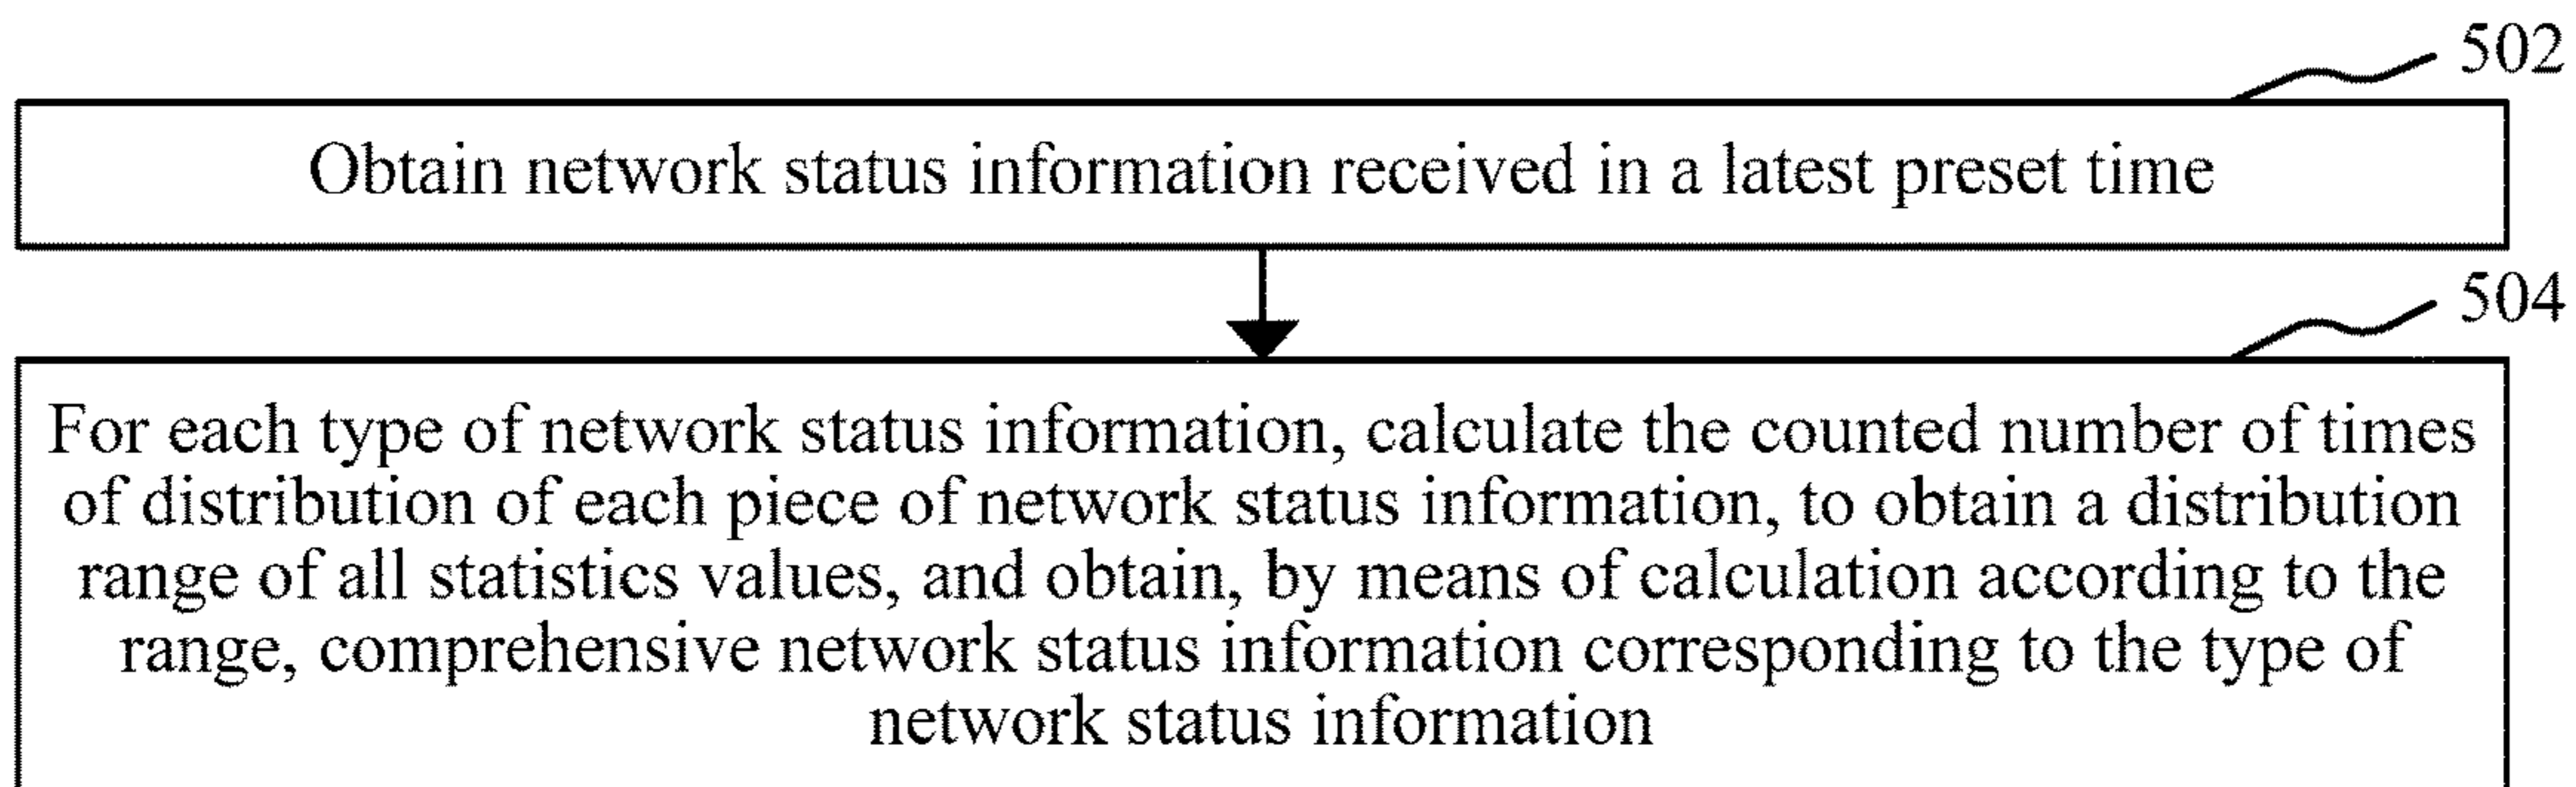 502
Obtain network status information received in a latest preset time
504
For each type of network status information, calculate the counted number of times
of distribution of each piece of network status information, to obtain a distribution
range of all statistics values, and obtain, by means of calculation according to the
range, comprehensive network status information corresponding to the type of
network status information